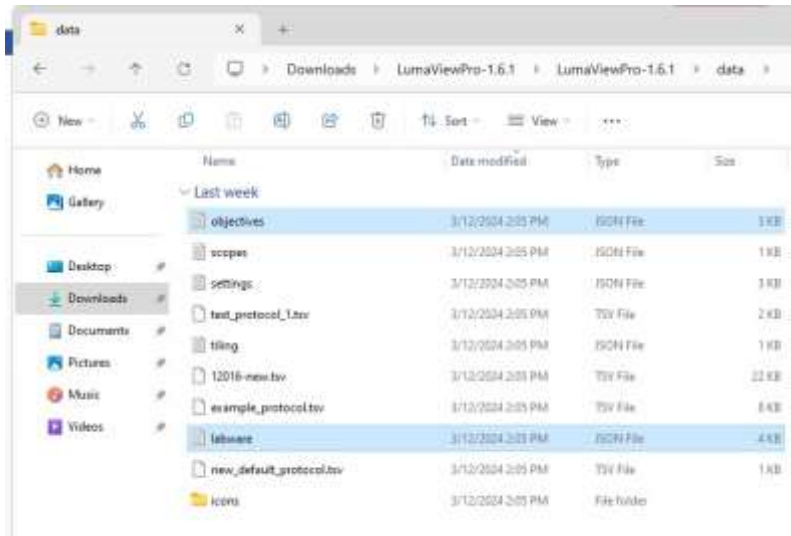 data
Downloads > LumaViewPro-1.6.1 > LumaViewPro-1.6.1 > data >
New Sort View ...
Name Date modified Type Size
Home
Gallery
Desktop
Downloads
Documents
Pictures
Music
Videos
Last week
objectives 3/12/2024 2:05 PM JSON File 3 KB
scopes 3/12/2024 2:05 PM JSON File 1 KB
settings 3/12/2024 2:05 PM JSON File 3 KB
test_protocol_1.tsv 3/12/2024 2:05 PM TSV File 2 KB
tiling 3/12/2024 2:05 PM JSON File 1 KB
12016-new.tsv 3/12/2024 2:05 PM TSV File 22 KB
example_protocol.tsv 3/12/2024 2:05 PM TSV File 8 KB
labware 3/12/2024 2:05 PM JSON File 4 KB
new_default_protocol.tsv 3/12/2024 2:05 PM TSV File 1 KB
icons 3/12/2024 2:05 PM File folder